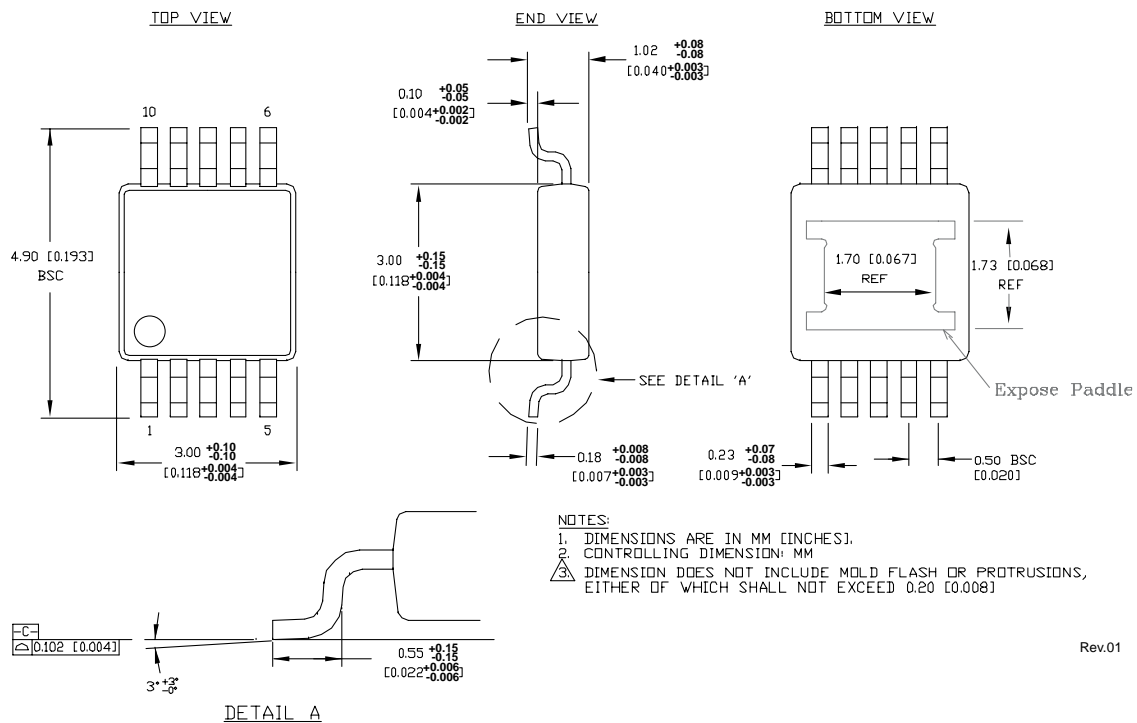 TOP VIEW
END VIEW
BOTTOM VIEW
1.02 +0.08 -0.08
[0.040+0.003 -0.003]
0.10 +0.05 -0.05
[0.004+0.002 -0.002]
10
6
4.90 [0.193]
BSC
3.00 +0.15 -0.15
[0.118+0.004 -0.004]
1.70 [0.067]
REF
1.73 [0.068]
REF
SEE DETAIL 'A'
Expose Paddle
1
5
3.00 +0.10 -0.10
[0.118+0.004 -0.004]
0.18 +0.008 -0.008
[0.007+0.003 -0.003]
0.23 +0.07 -0.08
[0.009+0.003 -0.003]
0.50 BSC
[0.020]
NOTES:
1. DIMENSIONS ARE IN MM [INCHES].
2. CONTROLLING DIMENSION: MM
3. DIMENSION DOES NOT INCLUDE MOLD FLASH OR PROTRUSIONS,
EITHER OF WHICH SHALL NOT EXCEED 0.20 [0.008]
-C-
0.102 [0.004]
3° +3° -0°
0.55 +0.15 -0.15
[0.022+0.006 -0.006]
Rev.01
DETAIL A